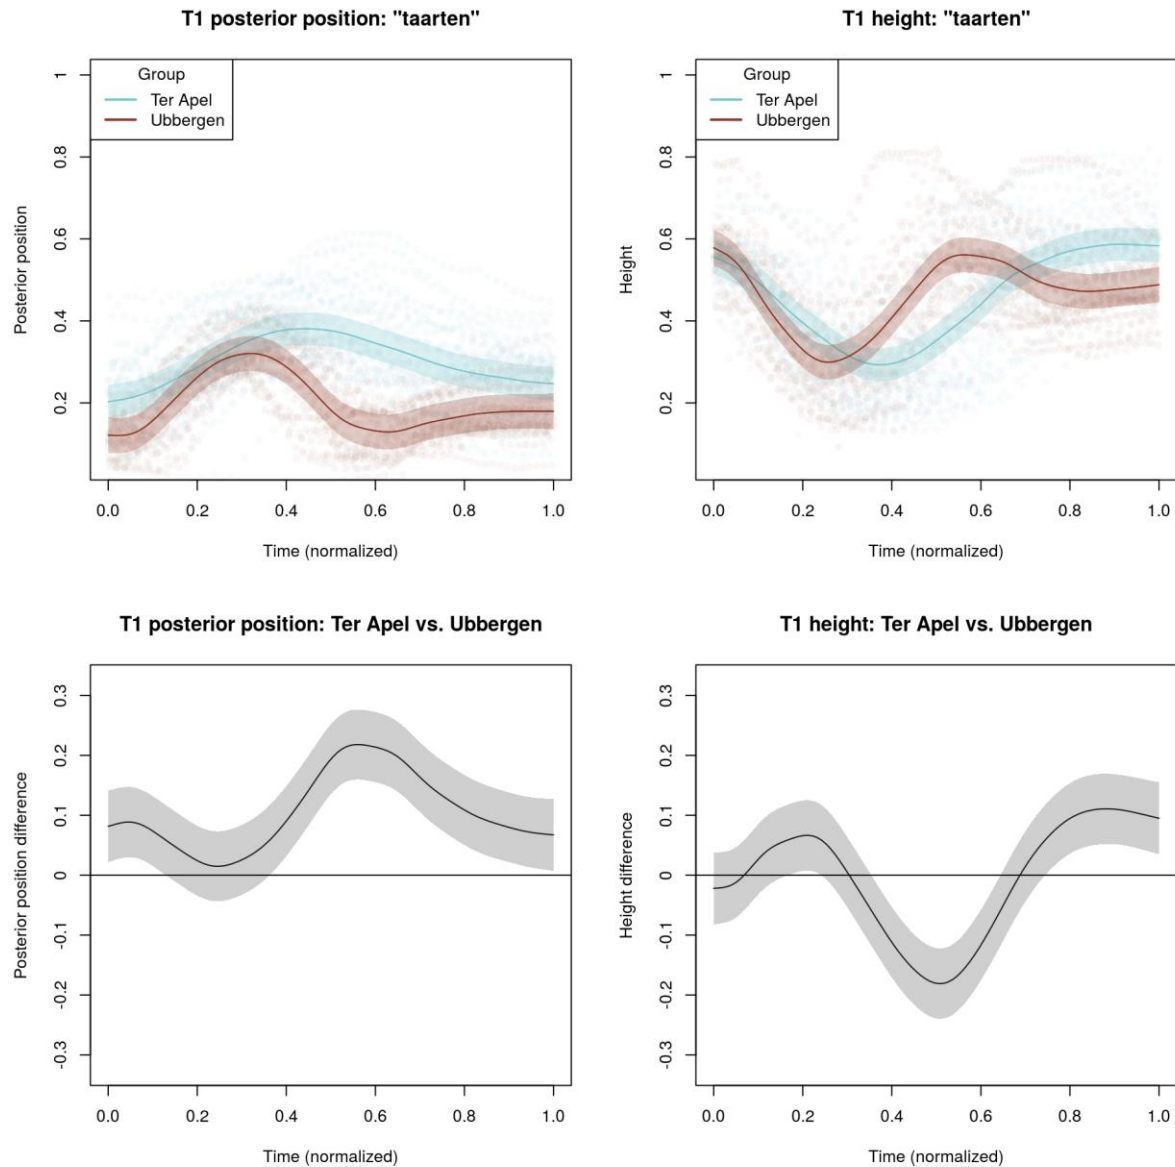 T1 posterior position: "taarten"
Group
Ter Apel
Ubbergen
Posterior position
1
0.8
0.6
0.4
0.2
0.0 0.2 0.4 0.6 0.8 1.0
Time (normalized)
T1 height: "taarten"
Group
Ter Apel
Ubbergen
Height
1
0.8
0.6
0.4
0.2
0.0 0.2 0.4 0.6 0.8 1.0
Time (normalized)
T1 posterior position: Ter Apel vs. Ubbergen
Posterior position difference
0.3
0.2
0.1
0
-0.1
-0.2
-0.3
0.0 0.2 0.4 0.6 0.8 1.0
Time (normalized)
T1 height: Ter Apel vs. Ubbergen
Height difference
0.3
0.2
0.1
0
-0.1
-0.2
-0.3
0.0 0.2 0.4 0.6 0.8 1.0
Time (normalized)